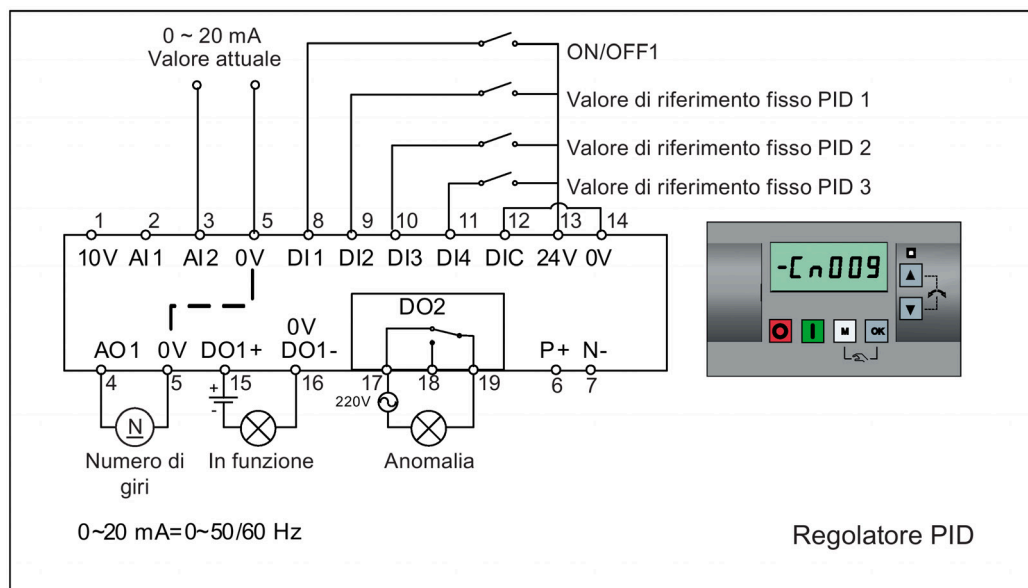 0 ~ 20 mA
Valore attuale
ON/OFF1
Valore di riferimento fisso PID 1
Valore di riferimento fisso PID 2
Valore di riferimento fisso PID 3
1 2 3 5 8 9 10 11 12 13 14
10V AI1 AI2 0V DI1 DI2 DI3 DI4 DIC 24V 0V
-Cn009
M OK
DO2
0V
AO1 0V DO1+ DO1- P+ N-
4 5 15 16 17 18 19 6 7
+
-
220V
N
Numero di
giri
In funzione
Anomalia
0~20 mA=0~50/60 Hz
Regolatore PID